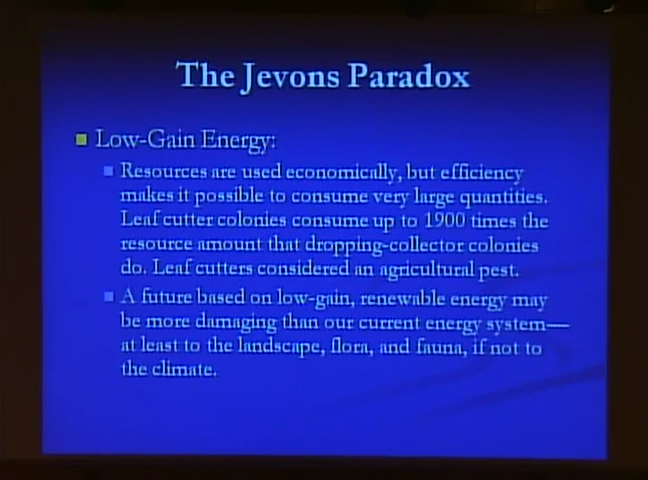 The Jevons Paradox
Low-Gain Energy:
Resources are used economically, but efficiency
makes it possible to consume very large quantities.
Leaf cutter colonies consume up to 1900 times the
resource amount that dropping-collector colonies
do. Leaf cutters considered an agricultural pest.
A future based on low-gain, renewable energy may
be more damaging than our current energy system—
at least to the landscape, flora, and fauna, if not to
the climate.